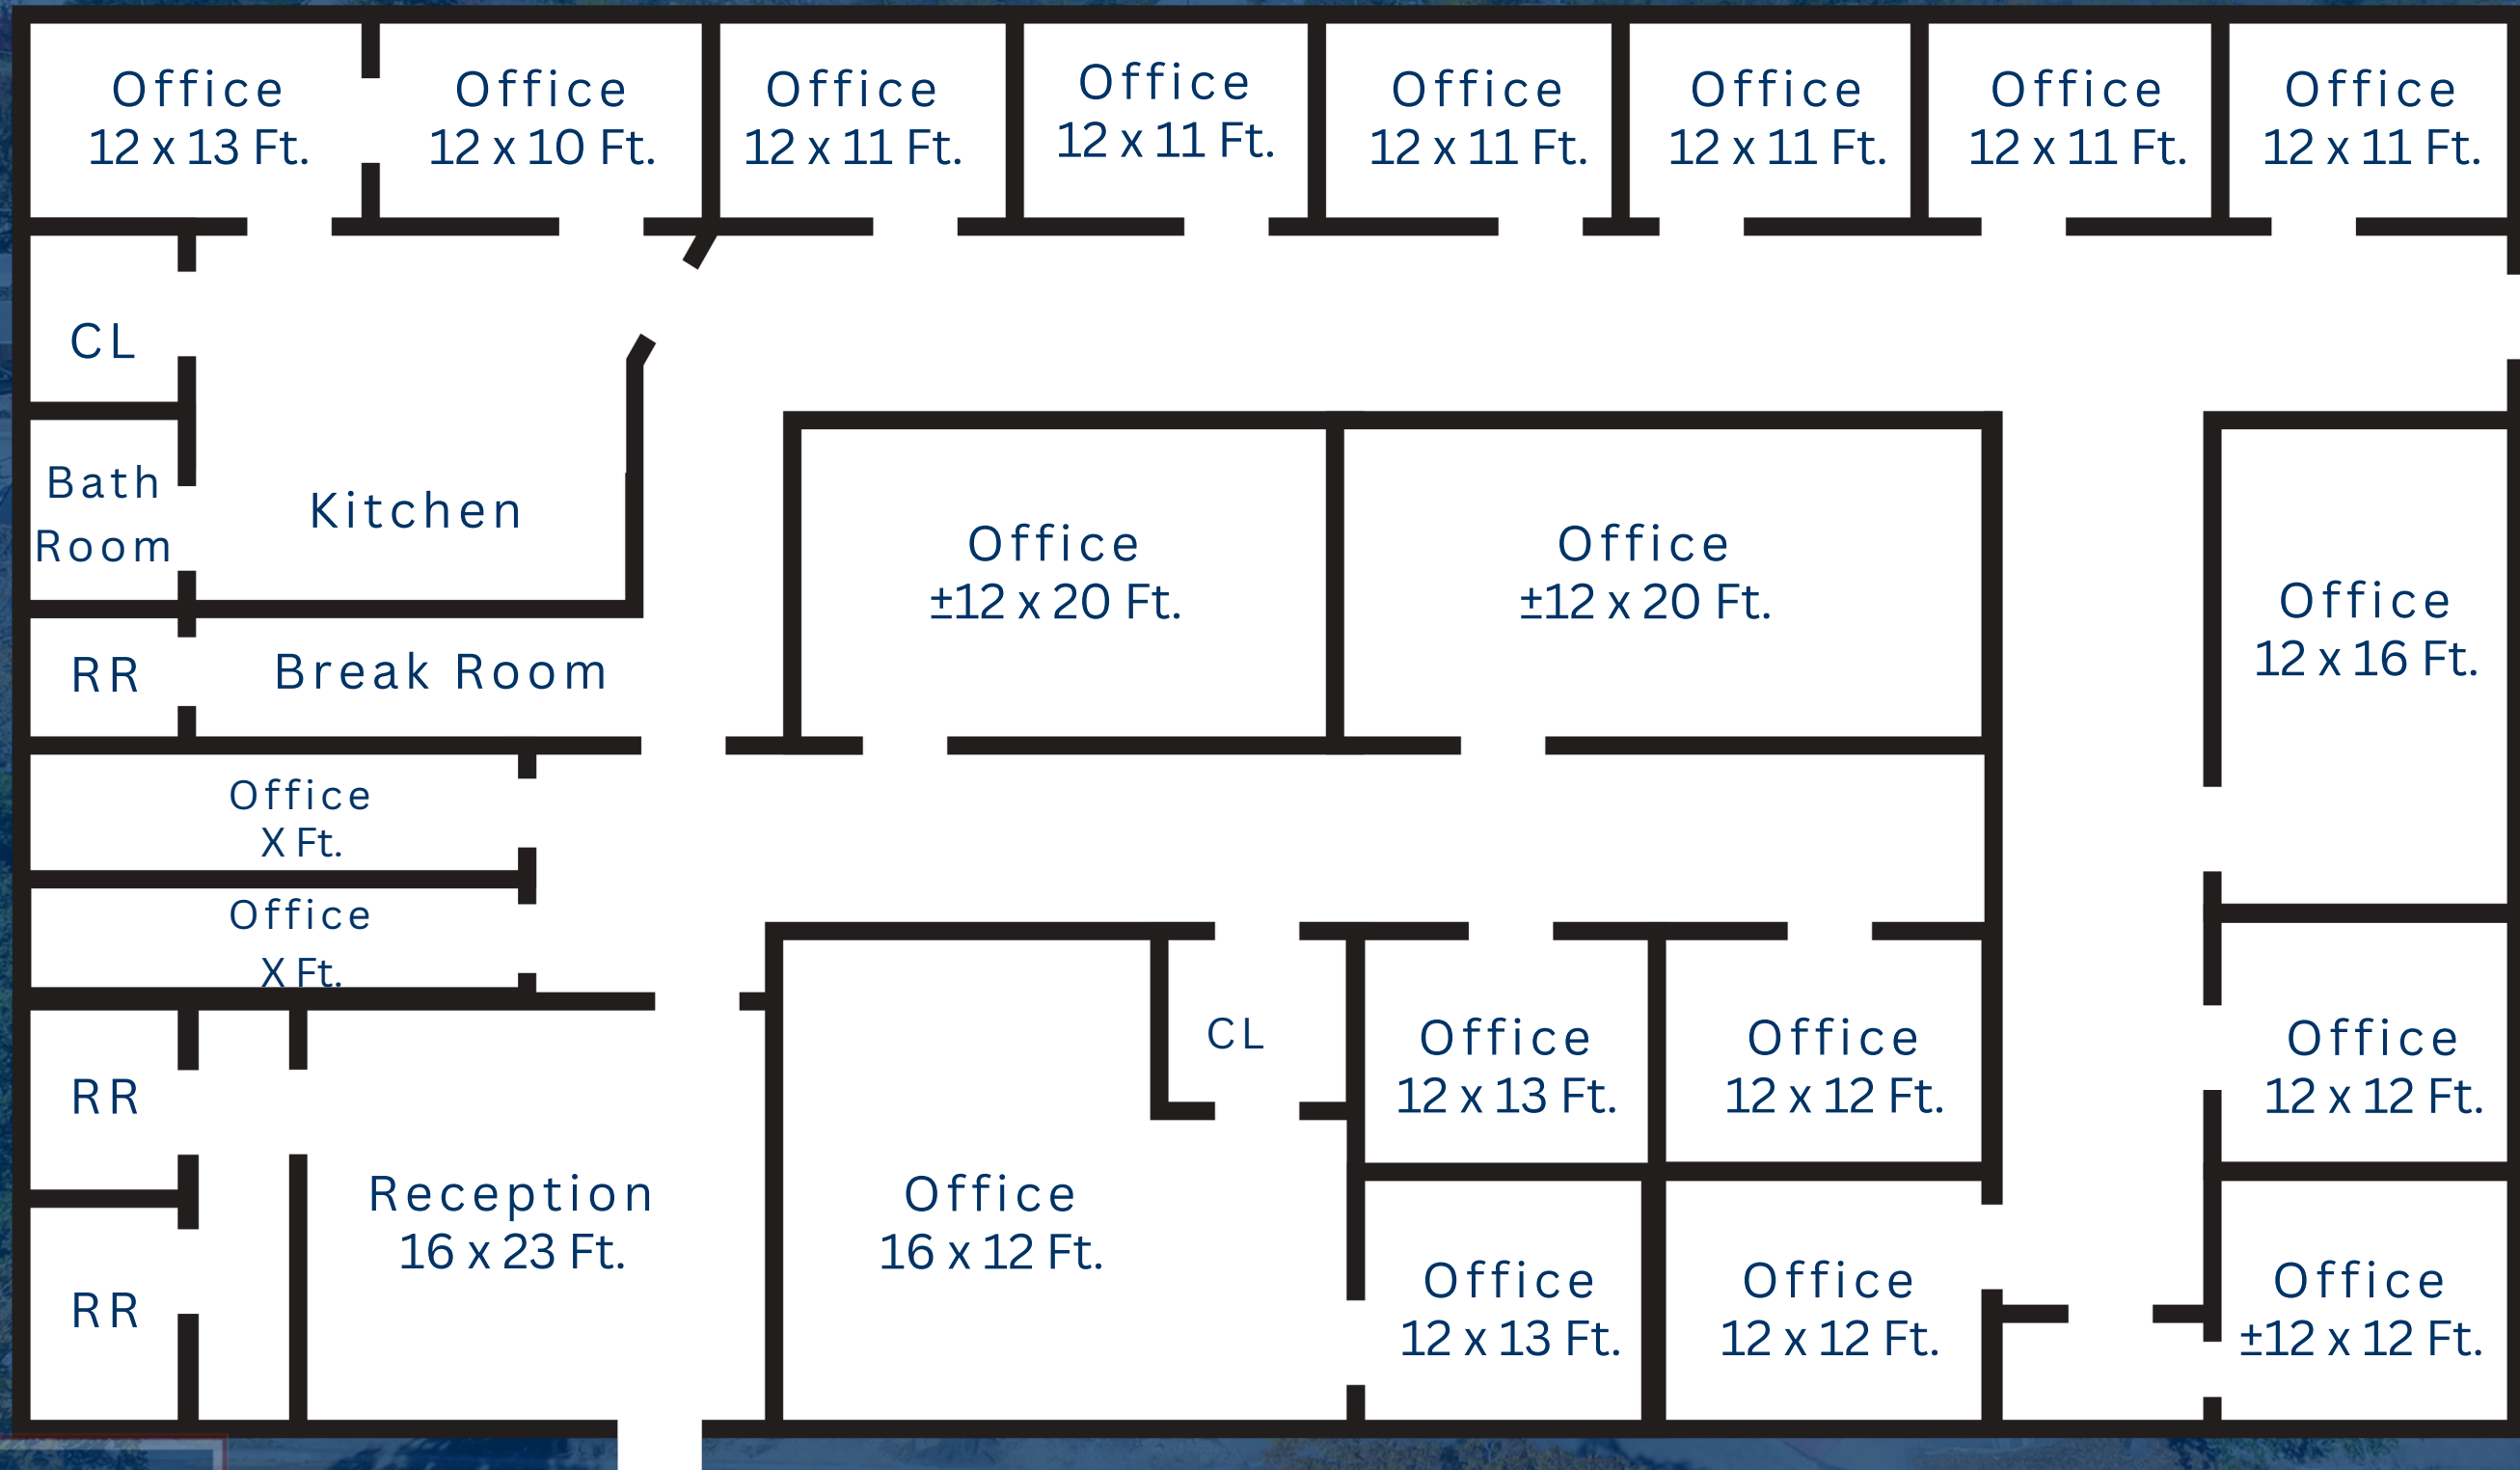 Office
12 x 13 Ft.
Office
12 x 10 Ft.
Office
12 x 11 Ft.
Office
12 x 11 Ft.
Office
12 x 11 Ft.
Office
12 x 11 Ft.
Office
12 x 11 Ft.
Office
12 x 11 Ft.
CL
Bath
Room
Kitchen
Office
±12 x 20 Ft.
Office
±12 x 20 Ft.
Office
12 x 16 Ft.
RR
Break Room
Office
X Ft.
Office
X Ft.
RR
RR
Reception
16 x 23 Ft.
Office
16 x 12 Ft.
CL
Office
12 x 13 Ft.
Office
12 x 12 Ft.
Office
12 x 12 Ft.
Office
12 x 13 Ft.
Office
12 x 12 Ft.
Office
±12 x 12 Ft.